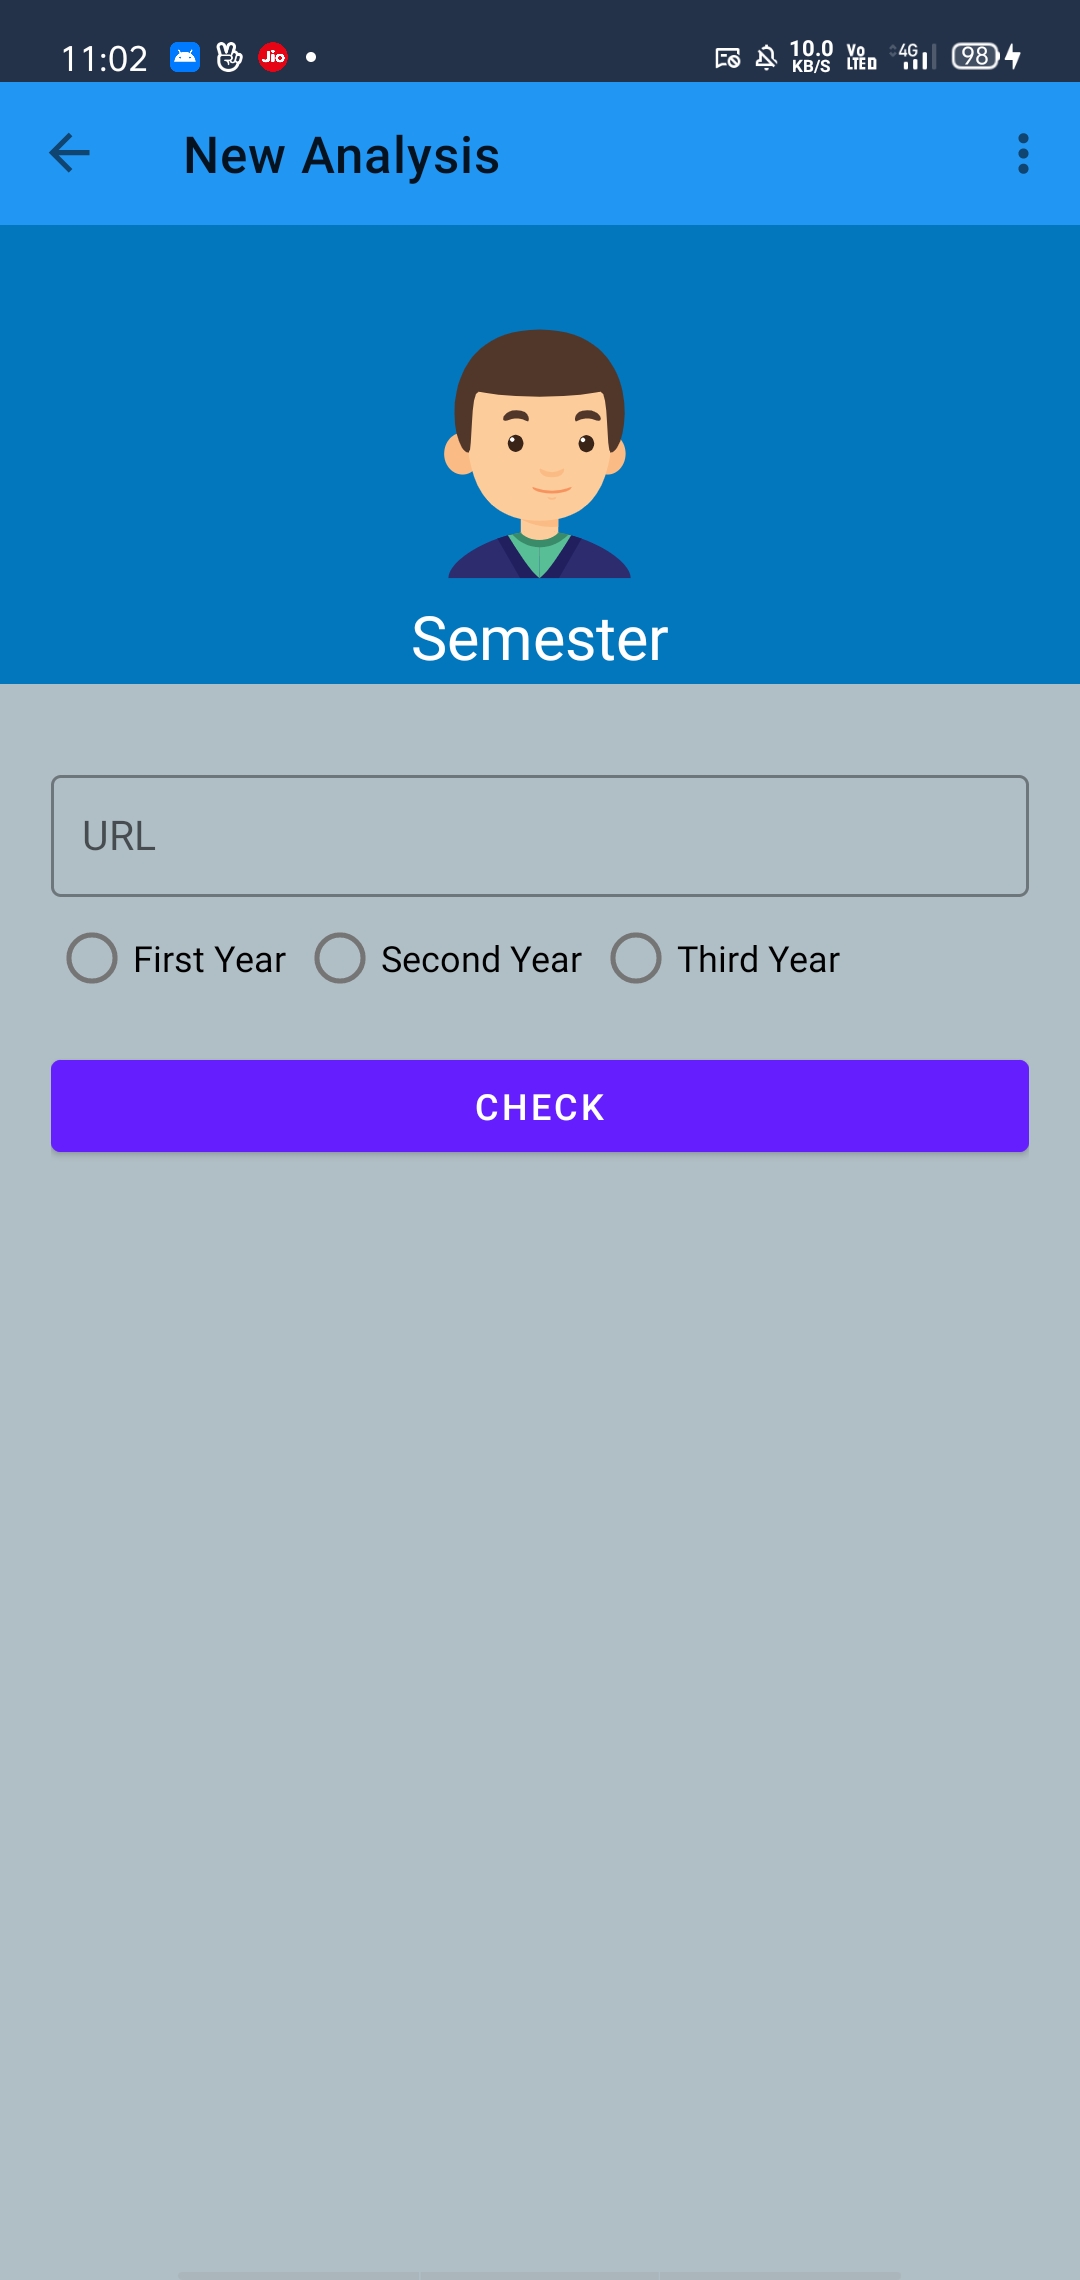 11:02 Jio 10.0 KB/S Vo LTE 4G 98
New Analysis
Semester
URL
First Year Second Year Third Year
CHECK